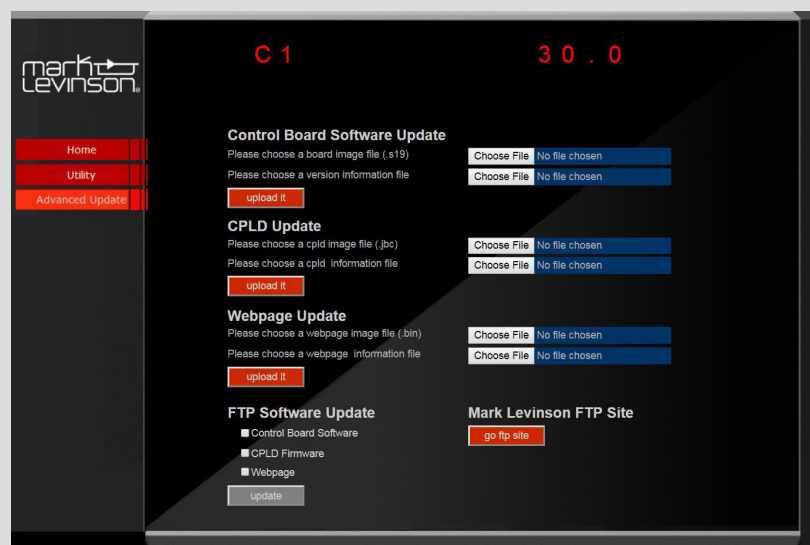 mark
Levinson®
C1 30.0
Home
Utility
Advanced Update
Control Board Software Update
Please choose a board image file (.s19) Choose File No file chosen
Please choose a version information file Choose File No file chosen
upload it
CPLD Update
Please choose a cpld image file (.jbc) Choose File No file chosen
Please choose a cpld information file Choose File No file chosen
upload it
Webpage Update
Please choose a webpage image file (.bin) Choose File No file chosen
Please choose a webpage information file Choose File No file chosen
upload it
FTP Software Update
Control Board Software
CPLD Firmware
Webpage
update
Mark Levinson FTP Site
go ftp site